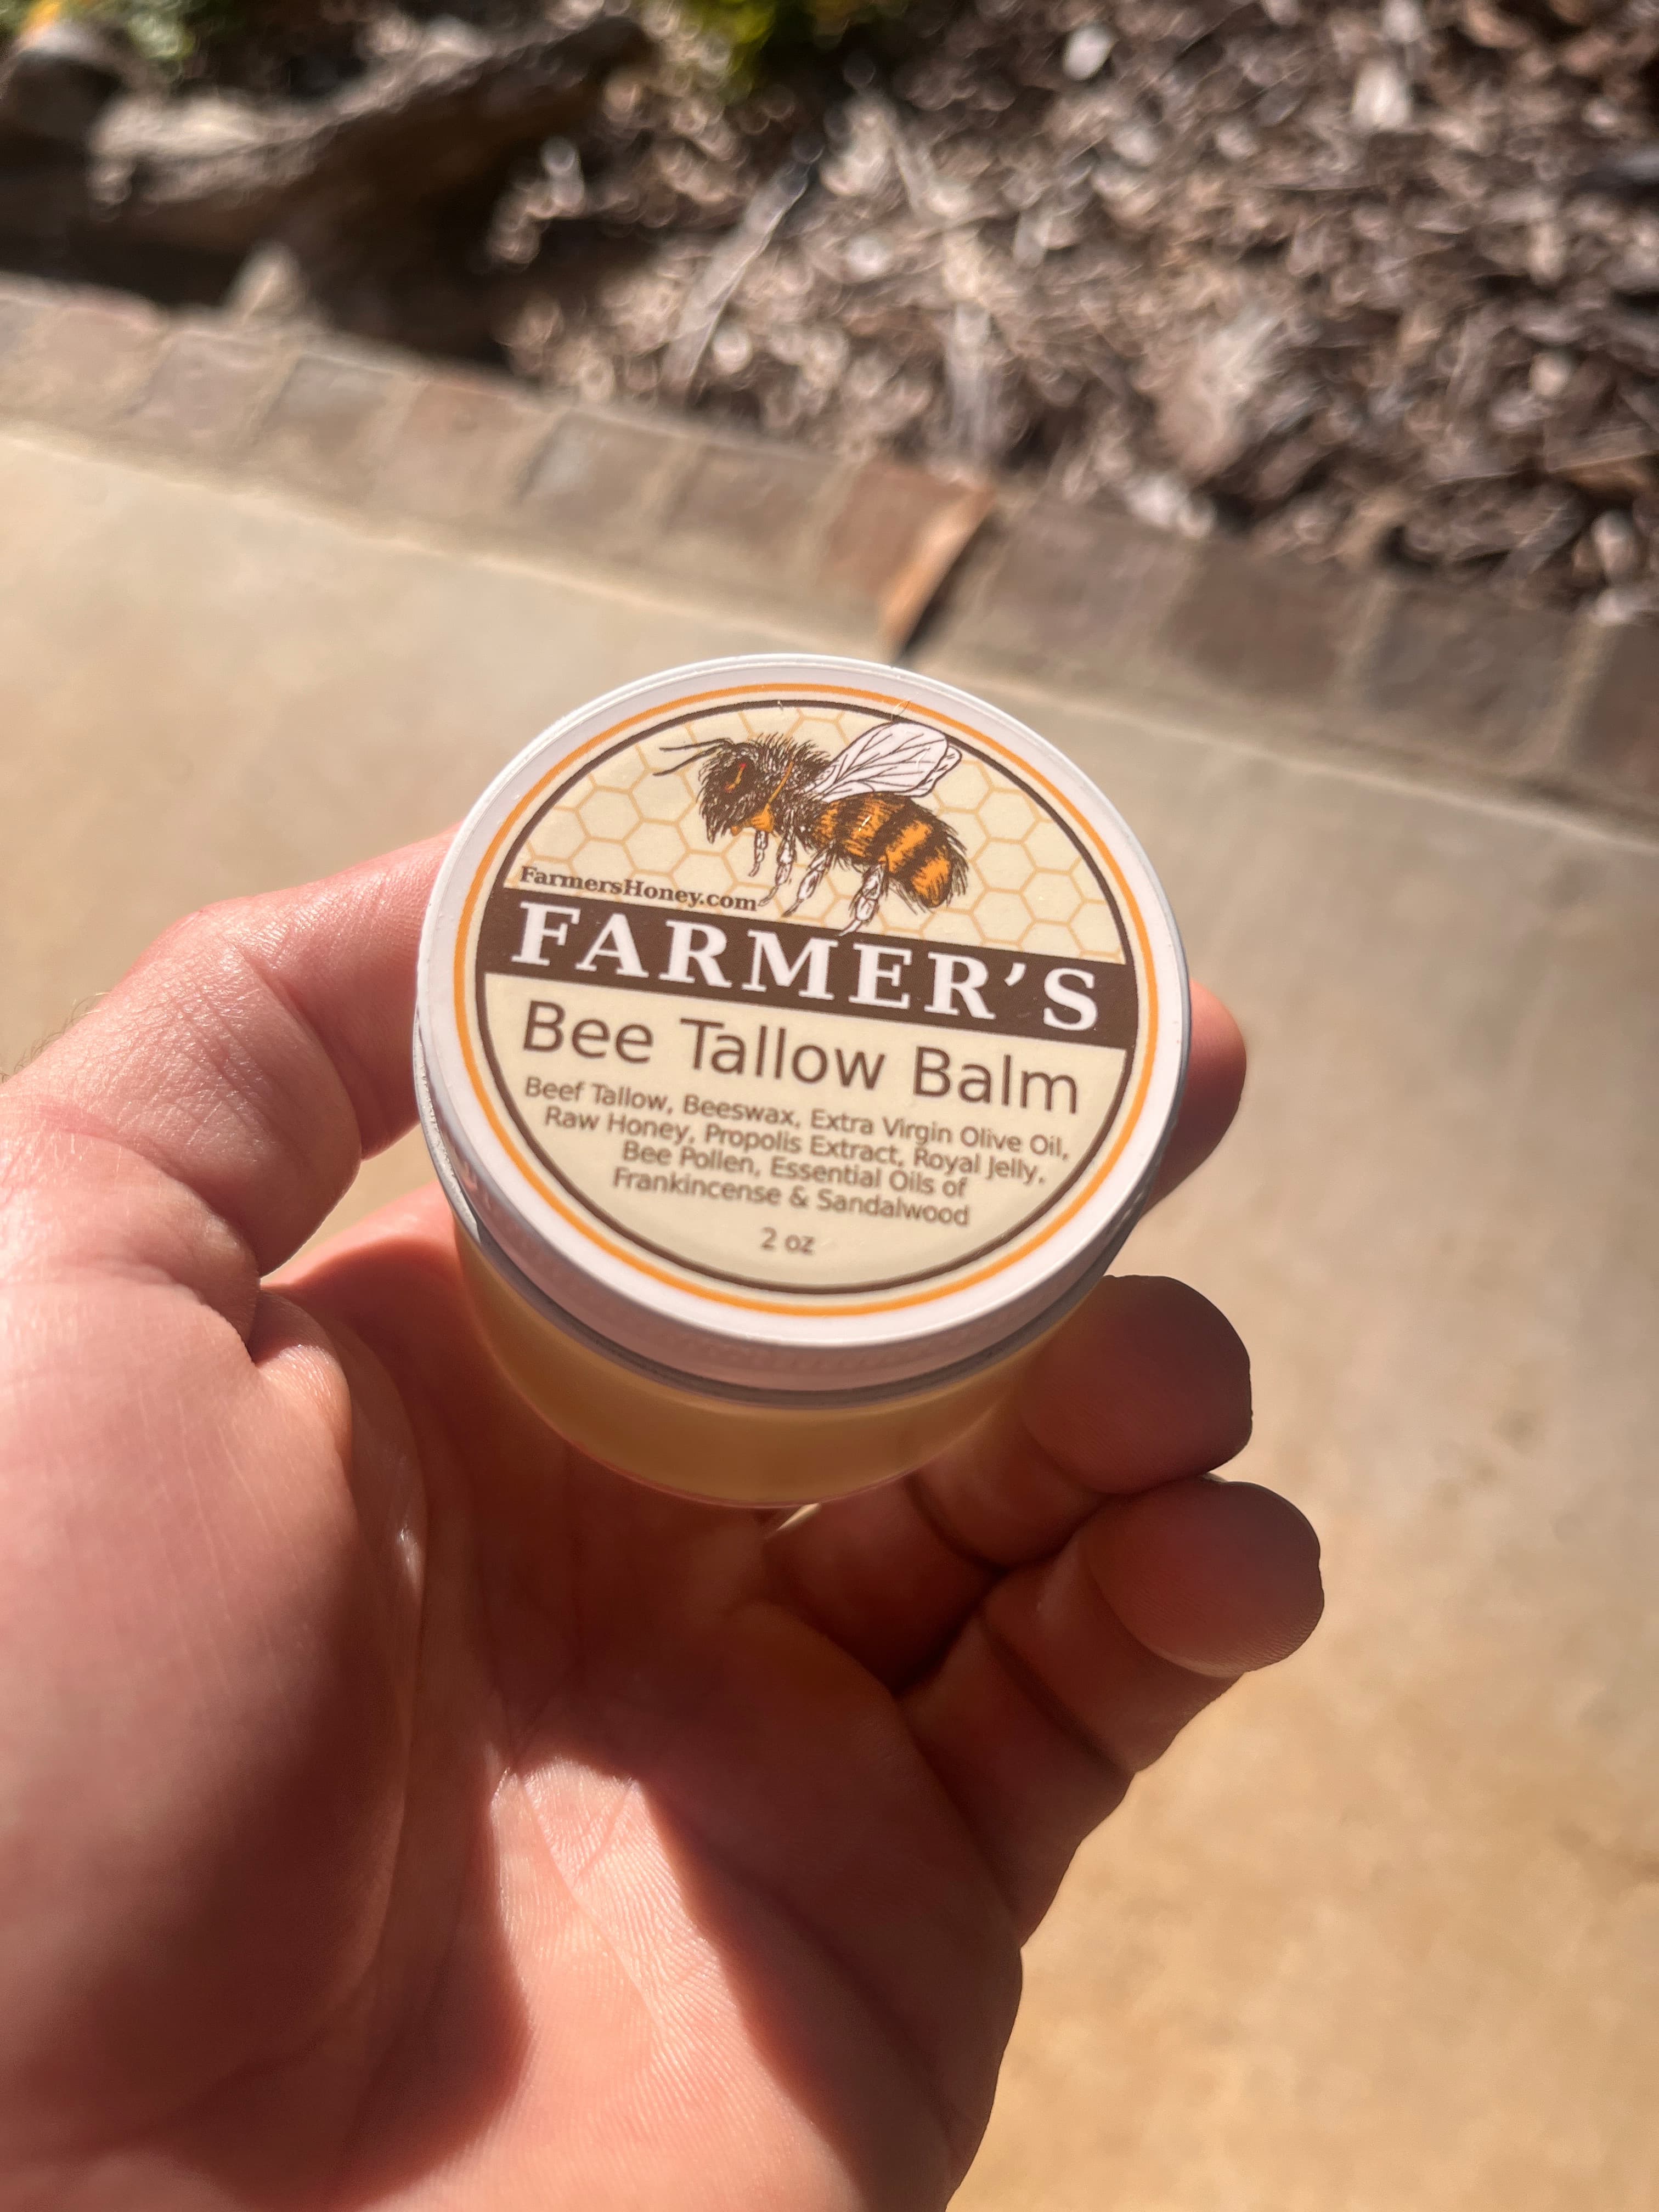 FarmersHoney.com
FARMER'S
Bee Tallow Balm
Beef Tallow, Beeswax, Extra Virgin Olive Oil,
Raw Honey, Propolis Extract, Royal Jelly,
Bee Pollen, Essential Oils of
Frankincense & Sandalwood
2 oz